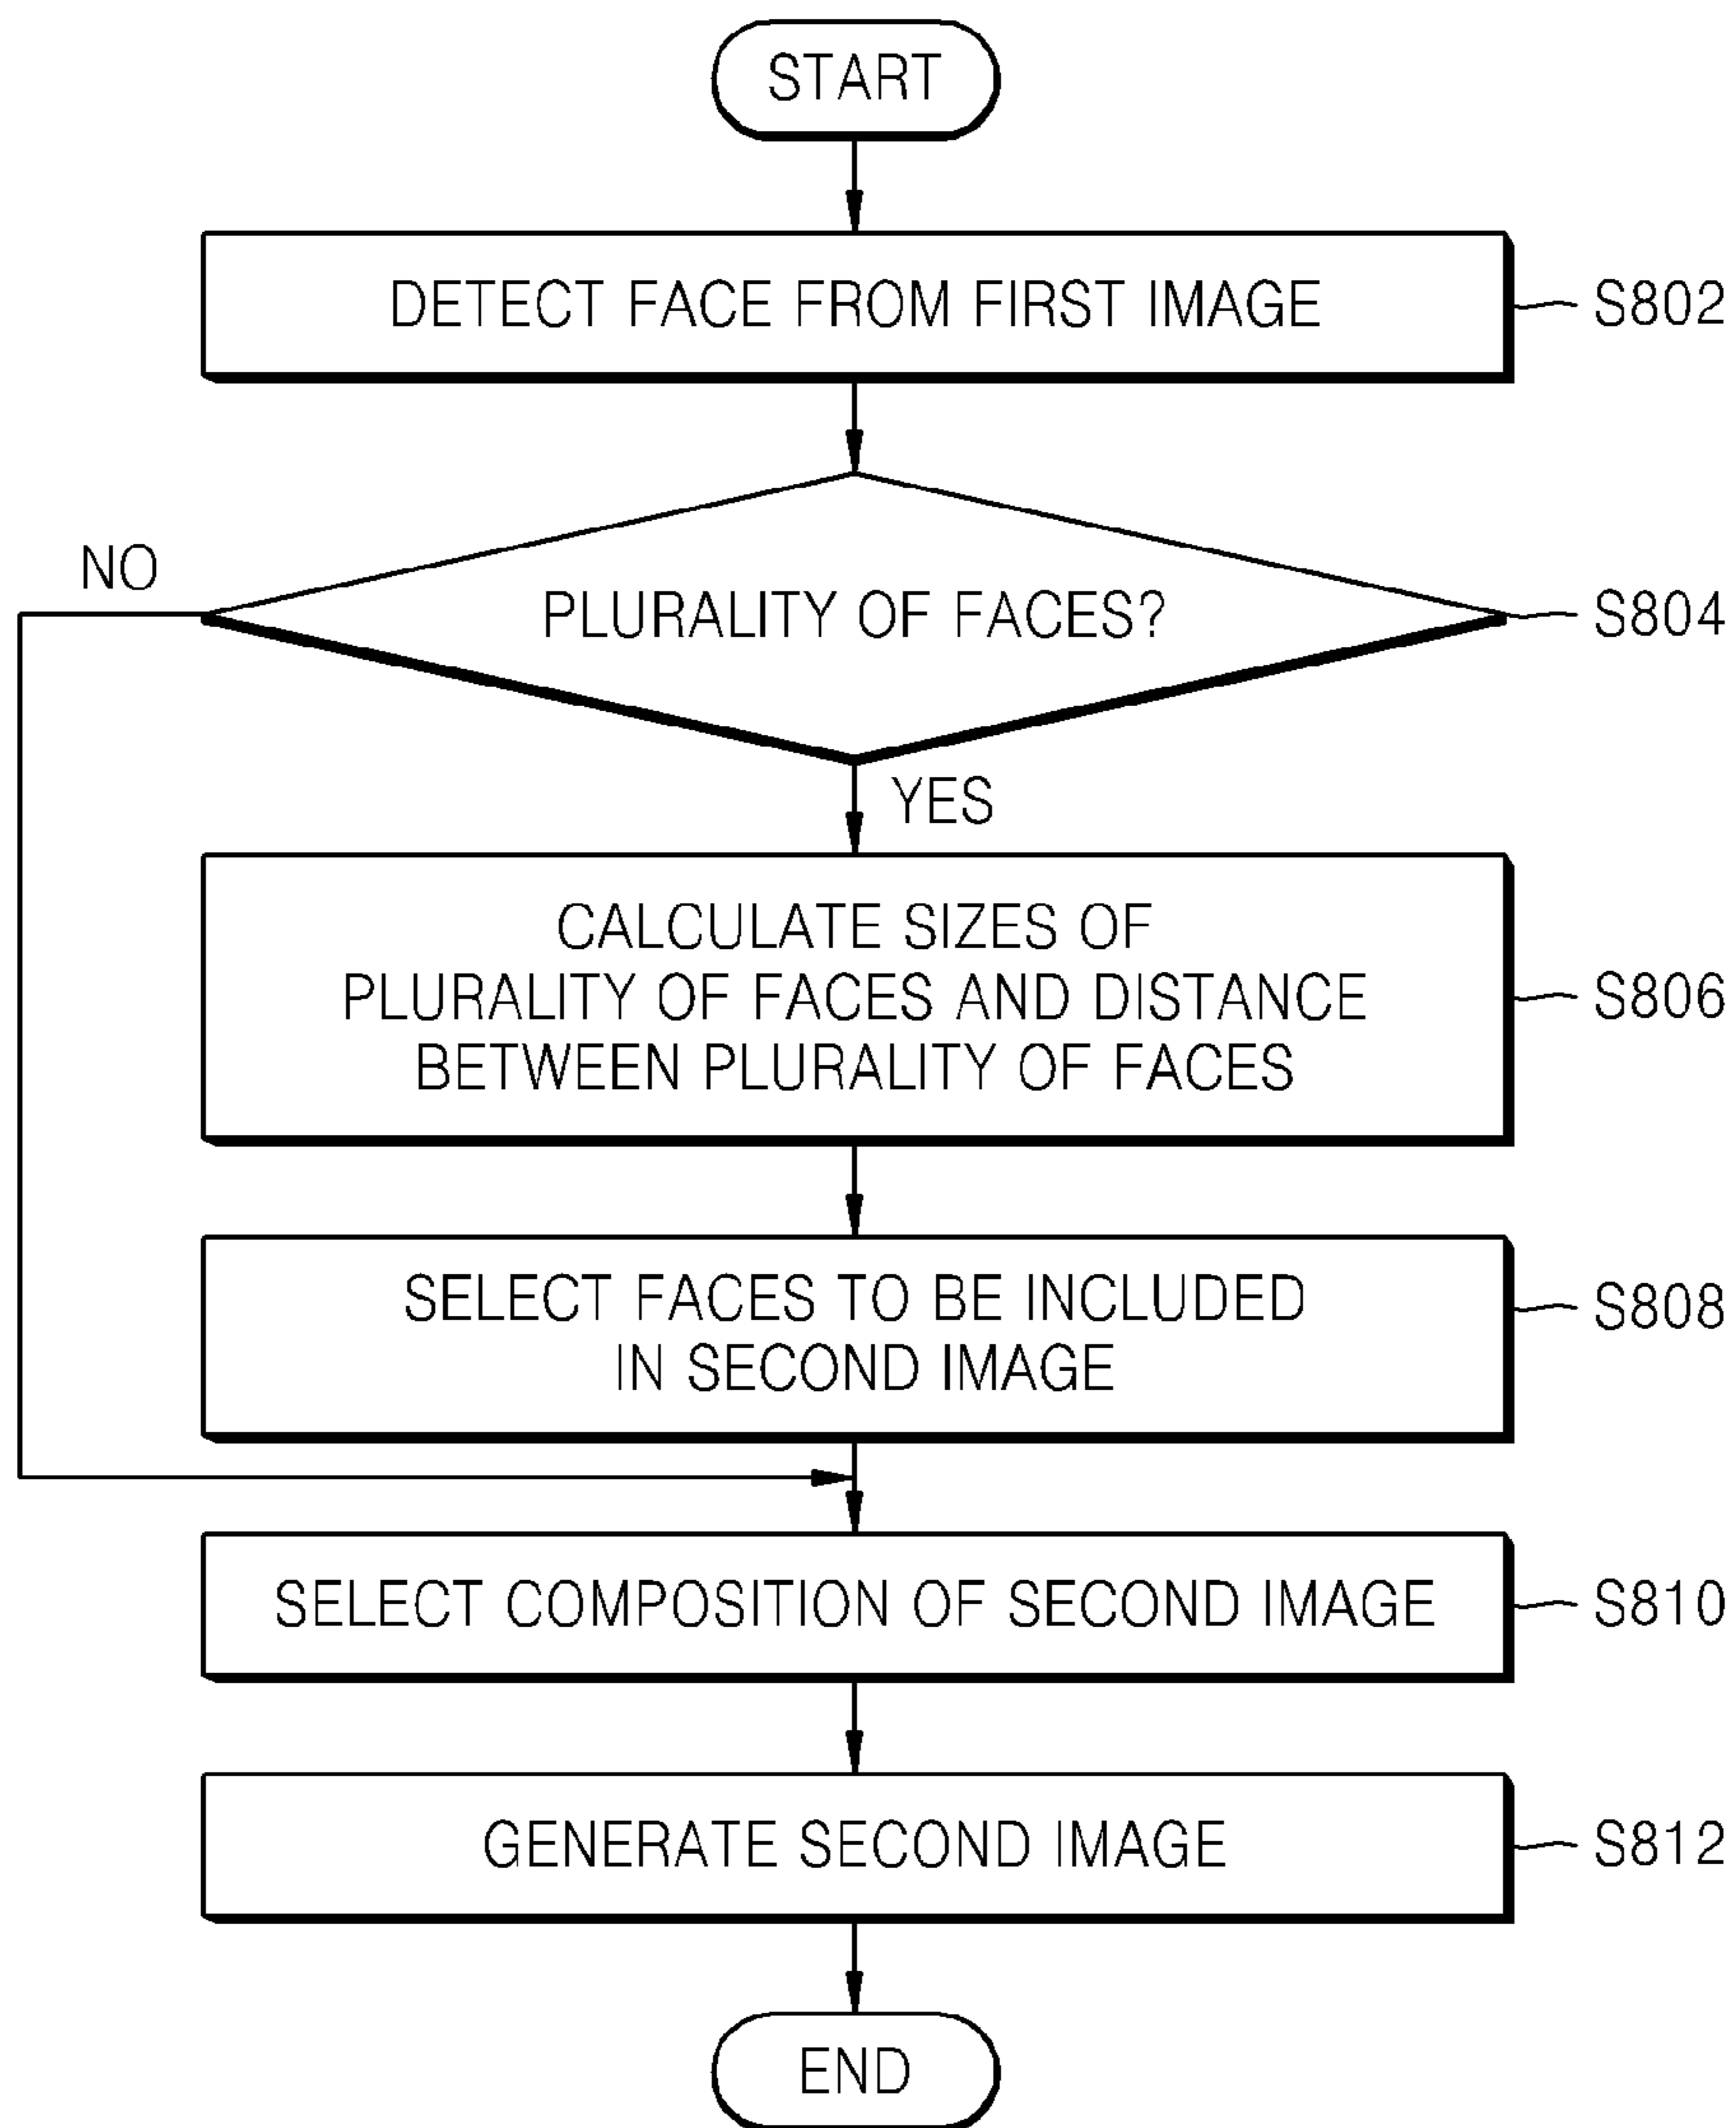 START
DETECT FACE FROM FIRST IMAGE
S802
NO
PLURALITY OF FACES?
S804
YES
CALCULATE SIZES OF
PLURALITY OF FACES AND DISTANCE
BETWEEN PLURALITY OF FACES
S806
SELECT FACES TO BE INCLUDED
IN SECOND IMAGE
S808
SELECT COMPOSITION OF SECOND IMAGE
S810
GENERATE SECOND IMAGE
S812
END